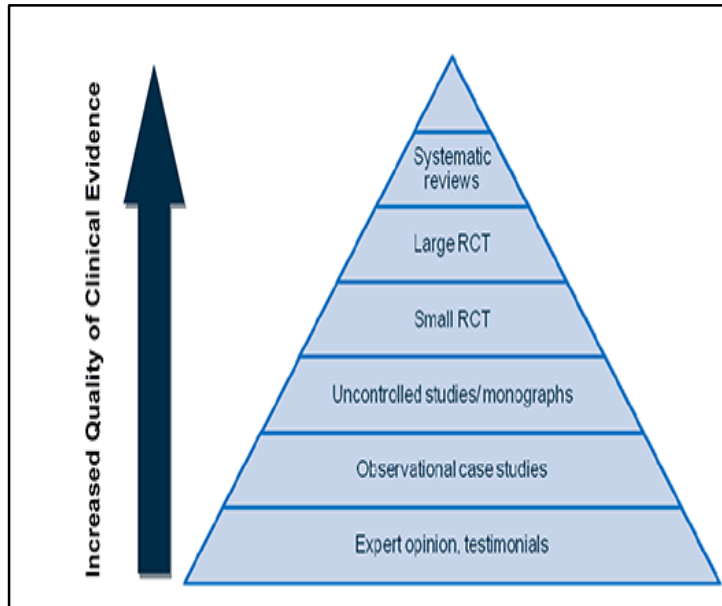 Increased Quality of Clinical Evidence
Systematic
reviews
Large RCT
Small RCT
Uncontrolled studies/monographs
Observational case studies
Expert opinion, testimonials